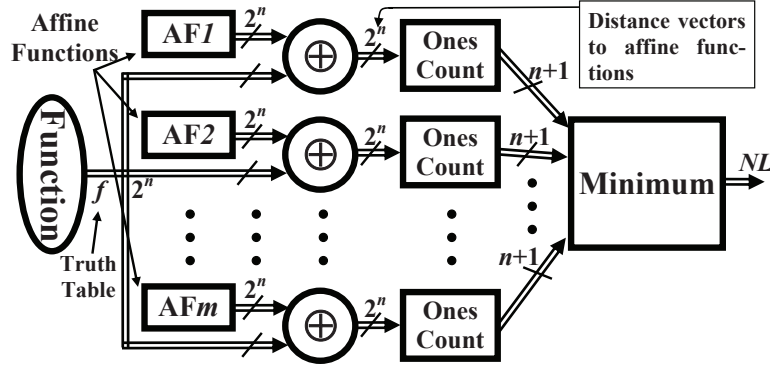 Affine
Functions
AF1
2^n
⊕
2^n
Ones
Count
n+1
Distance vectors
to affine func-
tions
Function
f
2^n
Truth
Table
AF2
2^n
⊕
2^n
Ones
Count
n+1
Minimum
NL
AFm
2^n
⊕
2^n
Ones
Count
n+1